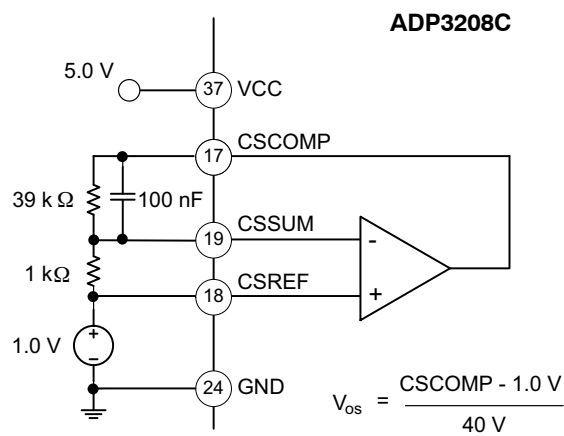 ADP3208C
5.0 V
37
VCC
CSCOMP
17
39 k Ω
100 nF
CSSUM
19
-
1 kΩ
CSREF
18
+
+
1.0 V
-
24
GND
Vos = CSCOMP - 1.0 V
40 V